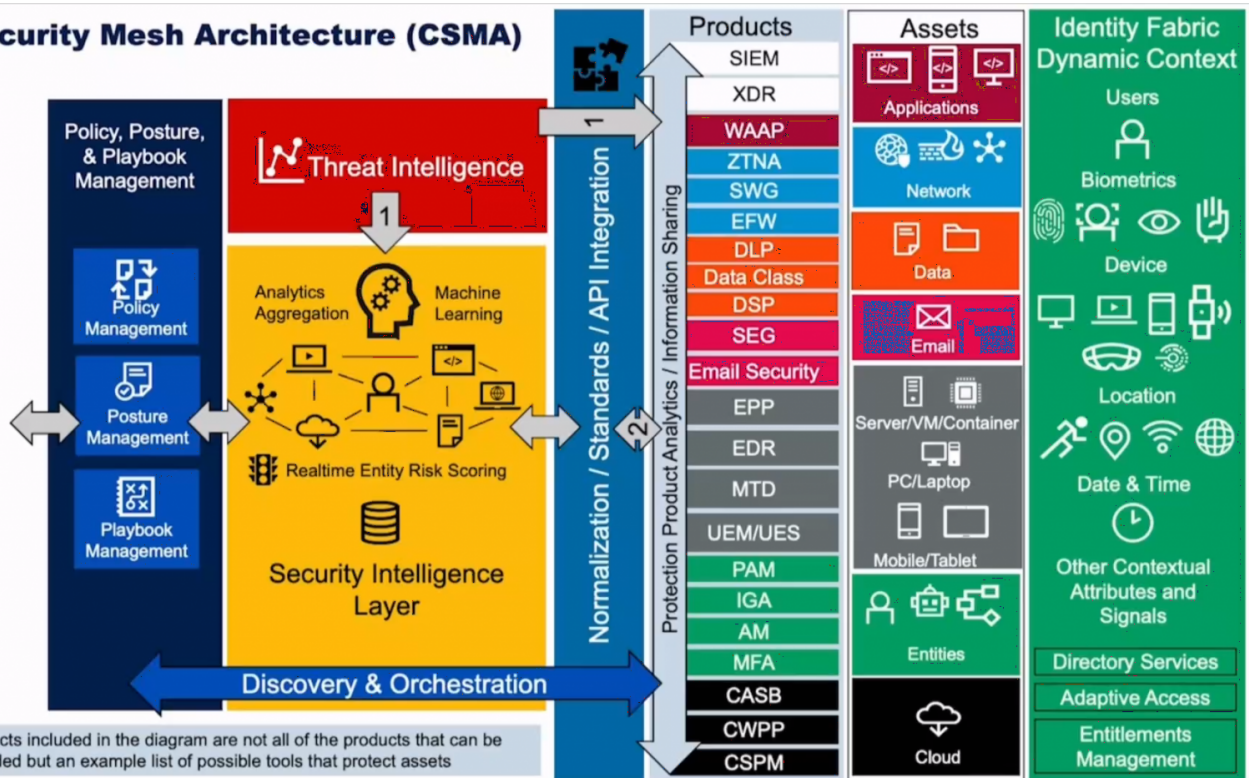 curity Mesh Architecture (CSMA)
Policy, Posture,
& Playbook
Management
Policy
Management
Posture
Management
Playbook
Management
Threat Intelligence
1
1
Analytics
Aggregation
Machine
Learning
Realtime Entity Risk Scoring
Security Intelligence
Layer
Discovery & Orchestration
Normalization / Standards / API Integration
2
Protection Product Analytics / Information Sharing
Products
SIEM
XDR
WAAP
ZTNA
SWG
EFW
DLP
Data Class
DSP
SEG
Email Security
EPP
EDR
MTD
UEM/UES
PAM
IGA
AM
MFA
CASB
CWPP
CSPM
Assets
</>
</>
</>
Applications
Network
Data
Email
Server/VM/Container
PC/Laptop
Mobile/Tablet
Entities
Cloud
Identity Fabric
Dynamic Context
Users
Biometrics
Device
Location
Date & Time
Other Contextual
Attributes and
Signals
Directory Services
Adaptive Access
Entitlements
Management
cts included in the diagram are not all of the products that can be
led but an example list of possible tools that protect assets